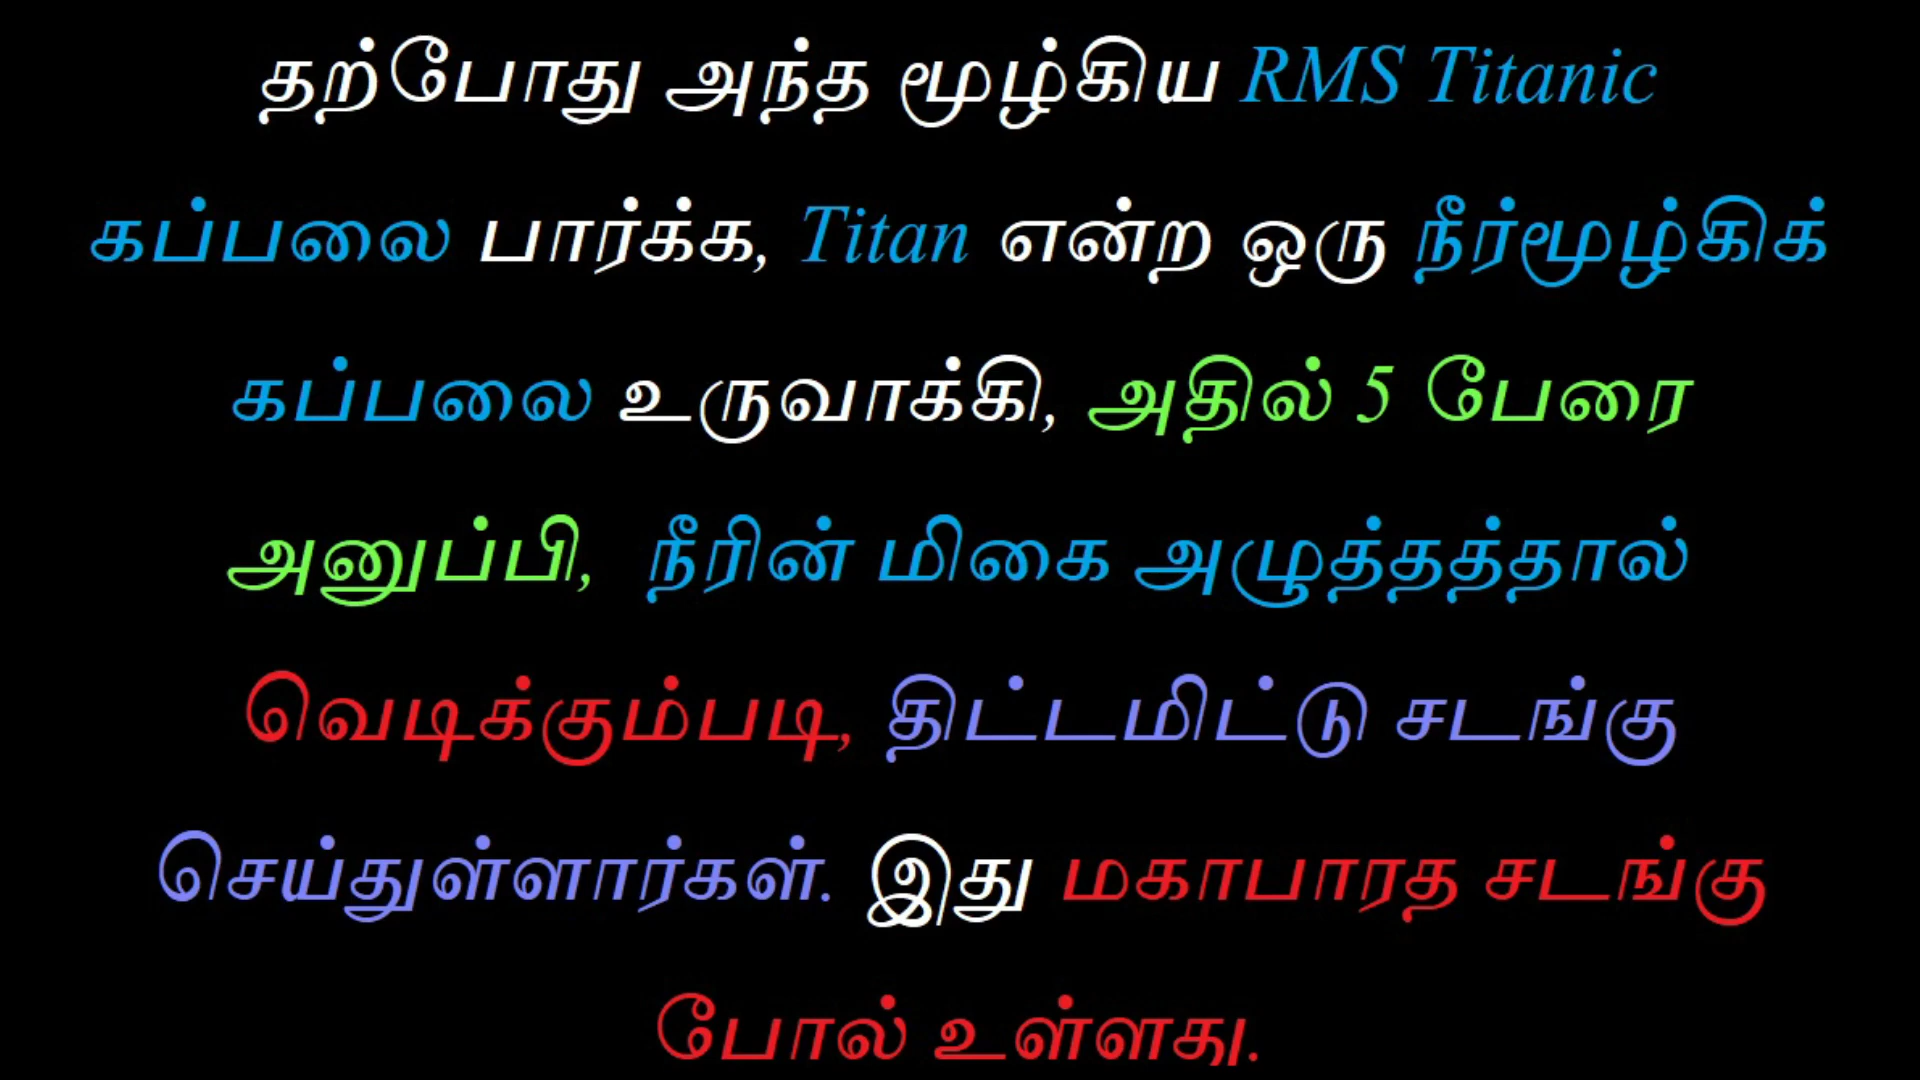 தற்போது அந்த மூழ்கிய RMS Titanic
கப்பலை பார்க்க, Titan என்ற ஒரு நீர்மூழ்கிக்
கப்பலை உருவாக்கி, அதில் 5 பேரை
அனுப்பி, நீரின் மிகை அழுத்தத்தால்
வெடிக்கும்படி, திட்டமிட்டு சடங்கு
செய்துள்ளார்கள். இது மகாபாரத சடங்கு
போல் உள்ளது.